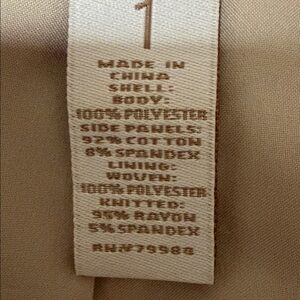 1
MADE IN
CHINA
SHELL:
BODY:
100% POLYESTER
SIDE PANELS:
92% COTTON
8% SPANDEX
LINING:
WOVEN:
100% POLYESTER
KNITTED:
95% RAYON
5% SPANDEX
RN#79988